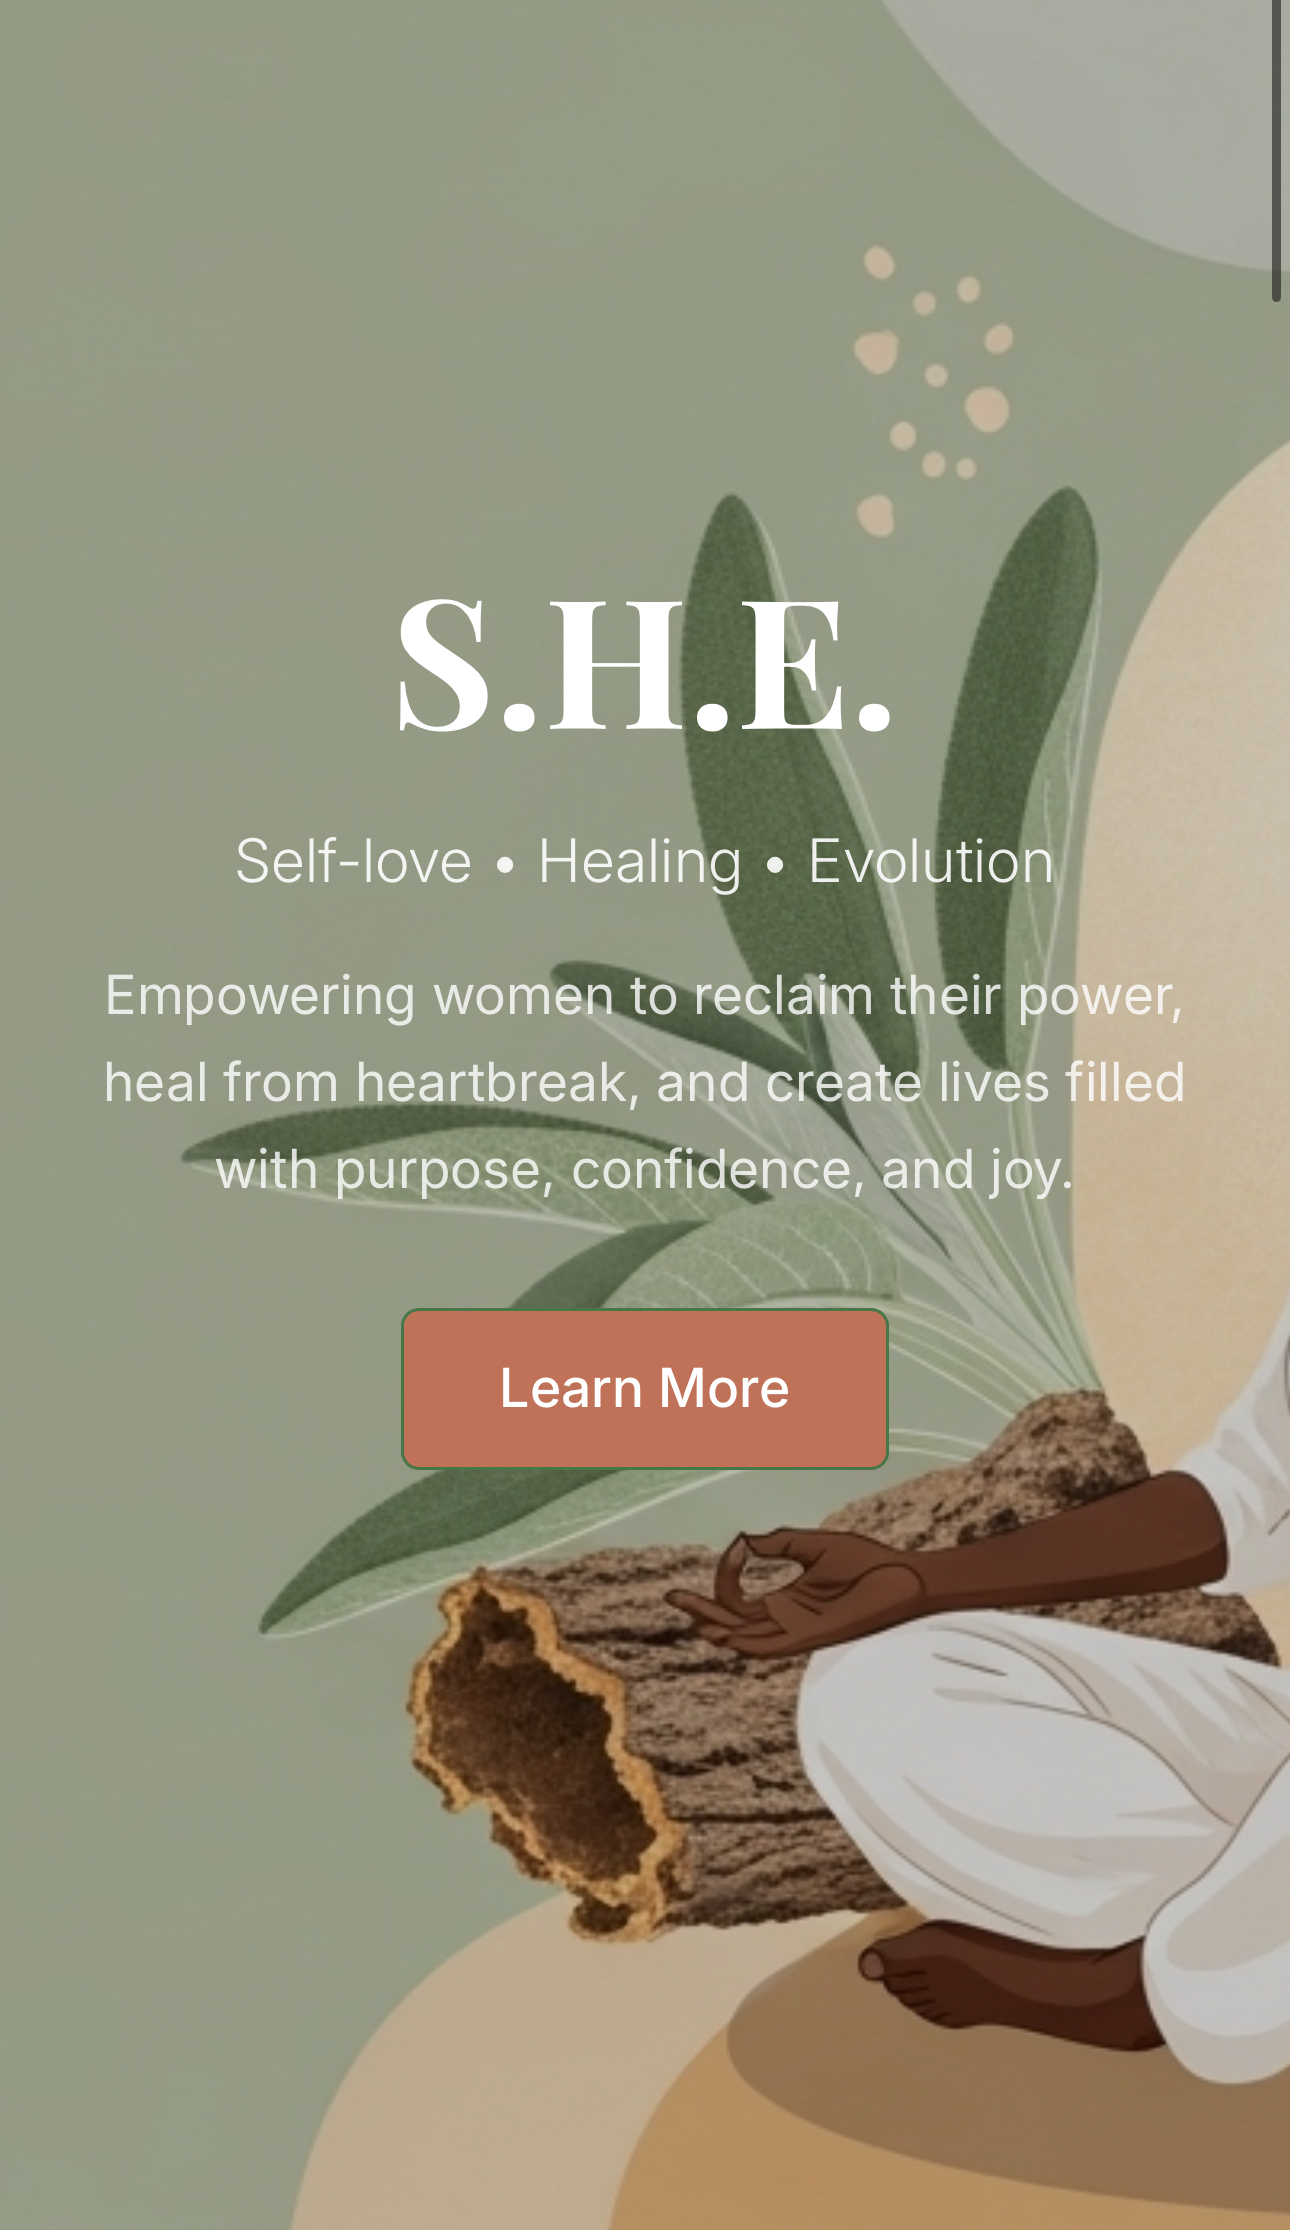 S.H.E.
Self-love • Healing • Evolution
Empowering women to reclaim their power,
heal from heartbreak, and create lives filled
with purpose, confidence, and joy.
Learn More